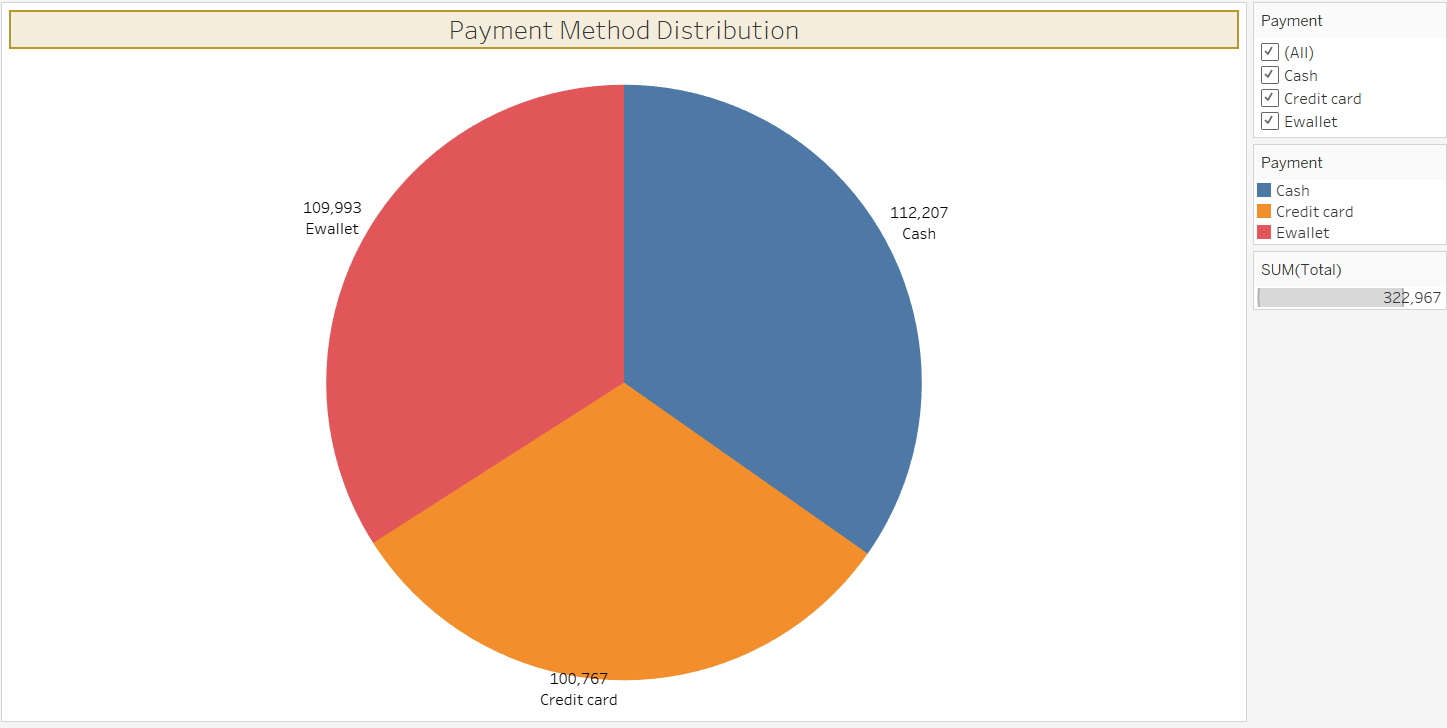 Payment Method Distribution
109,993
Ewallet
112,207
Cash
100,767
Credit card
Payment
(All)
Cash
Credit card
Ewallet
Payment
Cash
Credit card
Ewallet
SUM(Total)
322,967